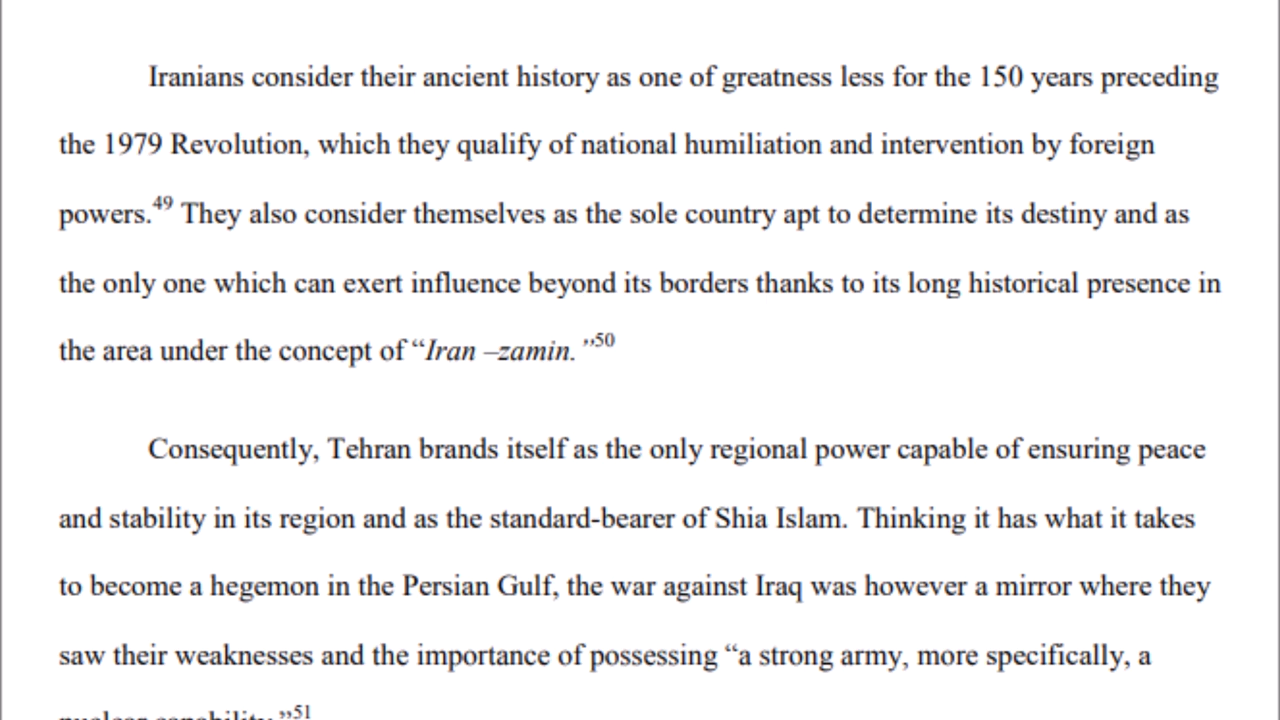 Iranians consider their ancient history as one of greatness less for the 150 years preceding
the 1979 Revolution, which they qualify of national humiliation and intervention by foreign
powers.49 They also consider themselves as the sole country apt to determine its destiny and as
the only one which can exert influence beyond its borders thanks to its long historical presence in
the area under the concept of “Iran –zamin. ”50
Consequently, Tehran brands itself as the only regional power capable of ensuring peace
and stability in its region and as the standard-bearer of Shia Islam. Thinking it has what it takes
to become a hegemon in the Persian Gulf, the war against Iraq was however a mirror where they
saw their weaknesses and the importance of possessing “a strong army, more specifically, a
nuclear capability.”51